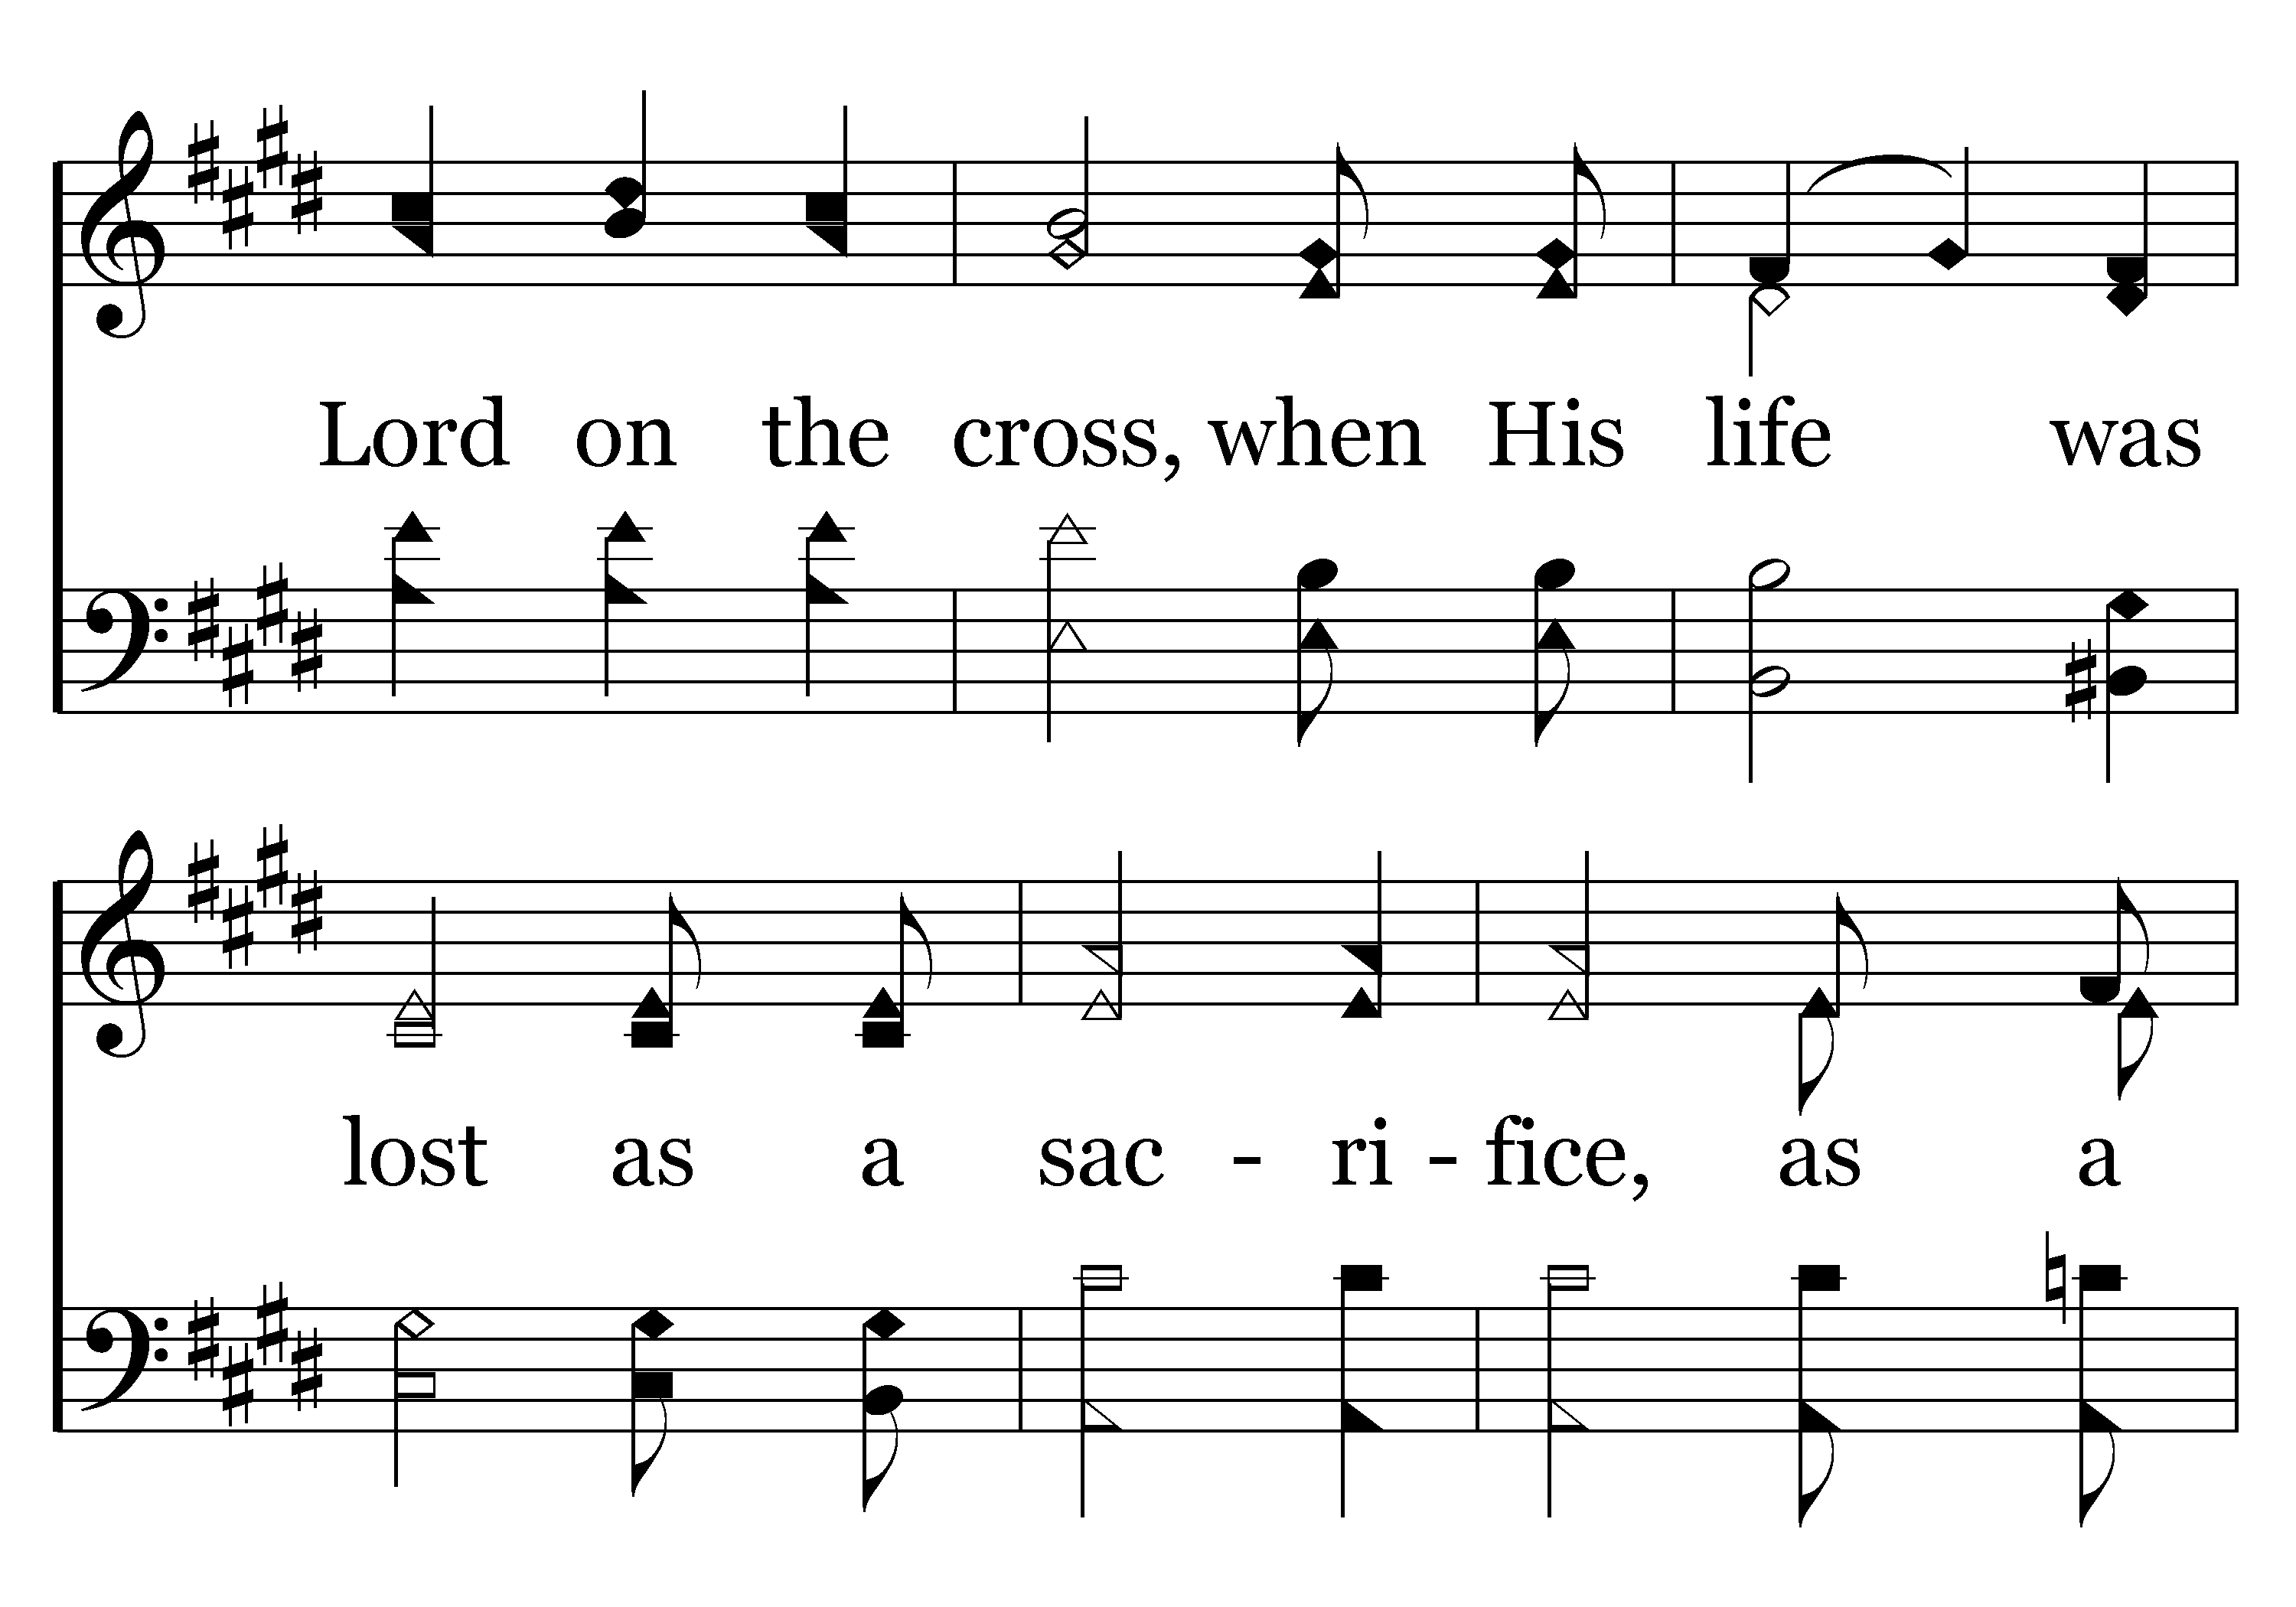 Lord on the cross, when His life was
lost as a sac - ri - fice, as a